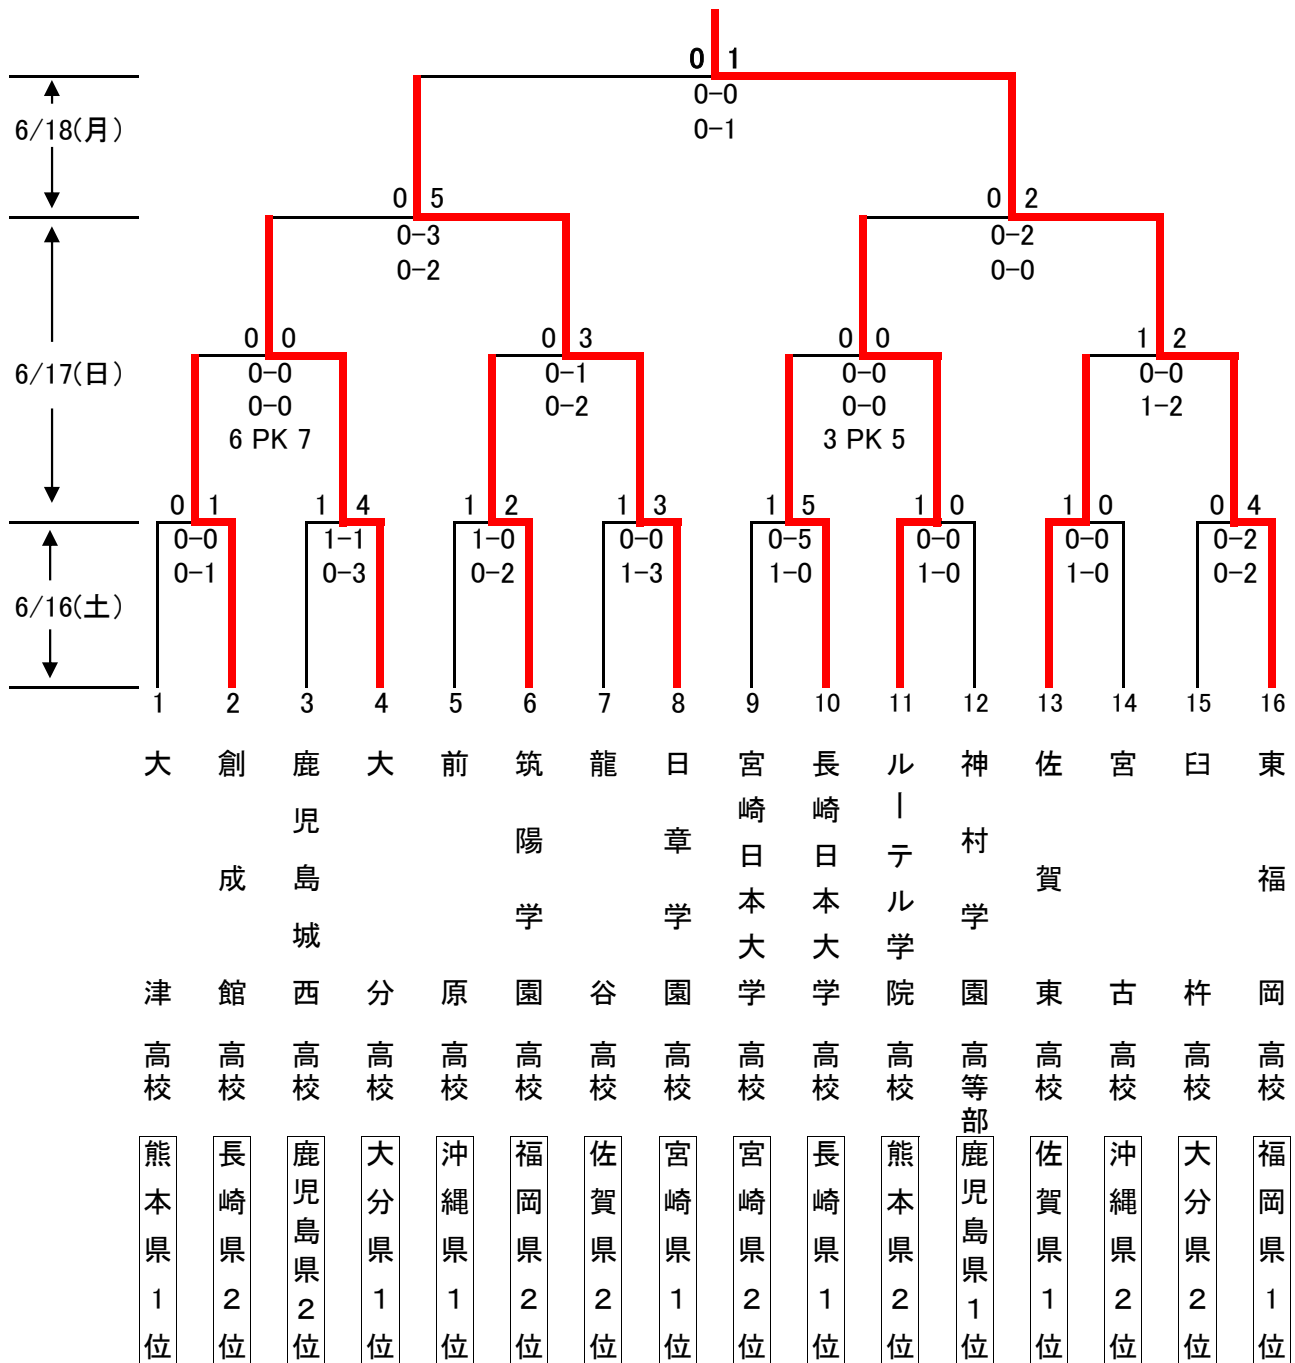 0 1
0-0
0-1
6/18(月)
0 5
0-3
0-2
0 2
0-2
0-0
6/17(日)
0 0
0-0
0-0
6 PK 7
0 3
0-1
0-2
0 0
0-0
0-0
3 PK 5
1 2
0-0
1-2
6/16(土)
0 1
0-0
0-1
1 4
1-1
0-3
1 2
1-0
0-2
1 3
0-0
1-3
1 5
0-5
1-0
1 0
0-0
1-0
1 0
0-0
1-0
0 4
0-2
0-2
1 2 3 4 5 6 7 8 9 10 11 12 13 14 15 16
大津高校
創成館高校
鹿児島城西高校
大分高校
前原高校
筑陽学園高校
龍谷高校
日章学園高校
宮崎日本大学高校
長崎日本大学高校
ルーテル学院高校
神村学園高等部
佐賀東高校
宮古高校
臼杵高校
東福岡高校
熊本県1位
長崎県2位
鹿児島県2位
大分県1位
沖縄県1位
福岡県2位
佐賀県2位
宮崎県1位
宮崎県2位
長崎県1位
熊本県2位
鹿児島県1位
佐賀県1位
沖縄県2位
大分県2位
福岡県1位